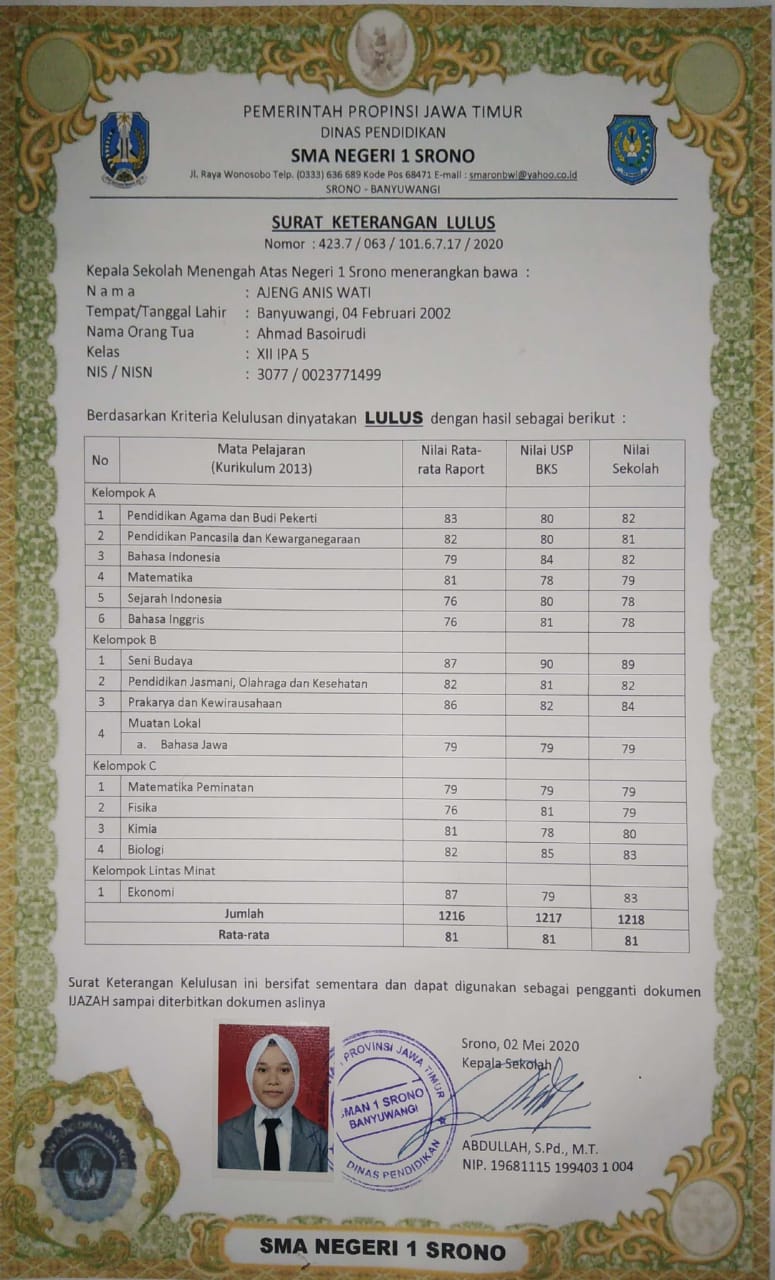 PEMERINTAH PROPINSI JAWA TIMUR
DINAS PENDIDIKAN
SMA NEGERI 1 SRONO
Jl. Raya Wonosobo Telp. (0333) 636 689 Kode Pos 68471 E-mail : smaronbwi@yahoo.co.id
SRONO - BANYUWANGI
SURAT KETERANGAN LULUS
Nomor : 423.7 / 063 / 101.6.7.17 / 2020
Kepala Sekolah Menengah Atas Negeri 1 Srono menerangkan bawa :
N a m a : AJENG ANIS WATI
Tempat/Tanggal Lahir : Banyuwangi, 04 Februari 2002
Nama Orang Tua : Ahmad Basoirudi
Kelas : XII IPA 5
NIS / NISN : 3077 / 0023771499
Berdasarkan Kriteria Kelulusan dinyatakan LULUS dengan hasil sebagai berikut :
No Mata Pelajaran (Kurikulum 2013) Nilai Rata-rata Raport Nilai USP BKS Nilai Sekolah
Kelompok A
1 Pendidikan Agama dan Budi Pekerti 83 80 82
2 Pendidikan Pancasila dan Kewarganegaraan 82 80 81
3 Bahasa Indonesia 79 84 82
4 Matematika 81 78 79
5 Sejarah Indonesia 76 80 78
6 Bahasa Inggris 76 81 78
Kelompok B
1 Seni Budaya 87 90 89
2 Pendidikan Jasmani, Olahraga dan Kesehatan 82 81 82
3 Prakarya dan Kewirausahaan 86 82 84
4 Muatan Lokal
a. Bahasa Jawa 79 79 79
Kelompok C
1 Matematika Peminatan 79 79 79
2 Fisika 76 81 79
3 Kimia 81 78 80
4 Biologi 82 85 83
Kelompok Lintas Minat
1 Ekonomi 87 79 83
Jumlah 1216 1217 1218
Rata-rata 81 81 81
Surat Keterangan Kelulusan ini bersifat sementara dan dapat digunakan sebagai pengganti dokumen
IJAZAH sampai diterbitkan dokumen aslinya
Srono, 02 Mei 2020
Kepala Sekolah
PROVINSI JAWA TIMUR
SMAN 1 SRONO
BANYUWANGI
DINAS PENDIDIKAN
ABDULLAH, S.Pd., M.T.
NIP. 19681115 199403 1 004
SMA NEGERI 1 SRONO